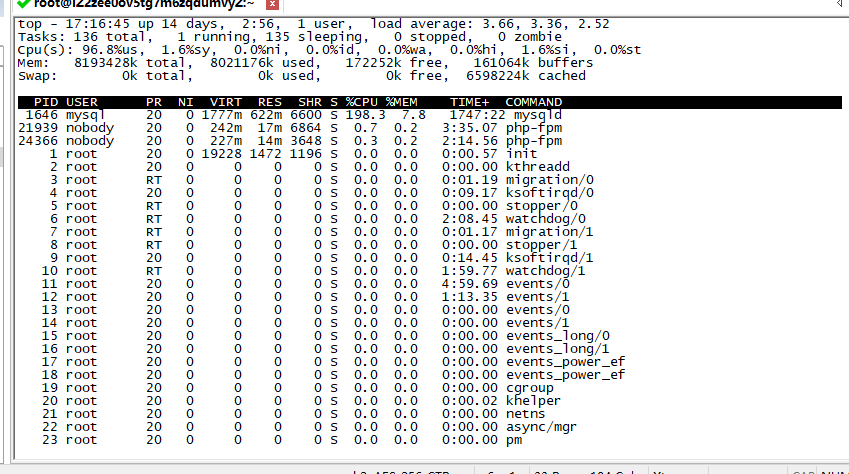 root@iZ2zee0ov5tg7m6zqdumvy2:~ x
top - 17:16:45 up 14 days,  2:56,  1 user,  load average: 3.66, 3.36, 2.52
Tasks: 136 total,   1 running, 135 sleeping,   0 stopped,   0 zombie
Cpu(s): 96.8%us,  1.6%sy,  0.0%ni,  0.0%id,  0.0%wa,  0.0%hi,  1.6%si,  0.0%st
Mem:   8193428k total,  8021176k used,   172252k free,   161064k buffers
Swap:        0k total,        0k used,        0k free,  6598224k cached
PID USER      PR  NI  VIRT  RES  SHR S %CPU %MEM    TIME+  COMMAND
1646 mysql     20   0 1777m 622m 6600 S 198.3  7.8   1747:22 mysqld
21939 nobody    20   0  242m  17m 6864 S  0.7  0.2   3:35.07 php-fpm
24366 nobody    20   0  227m  14m 3648 S  0.3  0.2   2:14.56 php-fpm
1 root      20   0 19228 1472 1196 S  0.0  0.0   0:00.57 init
2 root      20   0     0    0    0 S  0.0  0.0   0:00.00 kthreadd
3 root      RT   0     0    0    0 S  0.0  0.0   0:01.19 migration/0
4 root      20   0     0    0    0 S  0.0  0.0   0:09.17 ksoftirqd/0
5 root      RT   0     0    0    0 S  0.0  0.0   0:00.00 stopper/0
6 root      RT   0     0    0    0 S  0.0  0.0   2:08.45 watchdog/0
7 root      RT   0     0    0    0 S  0.0  0.0   0:01.17 migration/1
8 root      RT   0     0    0    0 S  0.0  0.0   0:00.00 stopper/1
9 root      20   0     0    0    0 S  0.0  0.0   0:14.45 ksoftirqd/1
10 root      RT   0     0    0    0 S  0.0  0.0   1:59.77 watchdog/1
11 root      20   0     0    0    0 S  0.0  0.0   4:59.69 events/0
12 root      20   0     0    0    0 S  0.0  0.0   1:13.35 events/1
13 root      20   0     0    0    0 S  0.0  0.0   0:00.00 events/0
14 root      20   0     0    0    0 S  0.0  0.0   0:00.00 events/1
15 root      20   0     0    0    0 S  0.0  0.0   0:00.00 events_long/0
16 root      20   0     0    0    0 S  0.0  0.0   0:00.00 events_long/1
17 root      20   0     0    0    0 S  0.0  0.0   0:00.00 events_power_ef
18 root      20   0     0    0    0 S  0.0  0.0   0:00.00 events_power_ef
19 root      20   0     0    0    0 S  0.0  0.0   0:00.00 cgroup
20 root      20   0     0    0    0 S  0.0  0.0   0:00.02 khelper
21 root      20   0     0    0    0 S  0.0  0.0   0:00.00 netns
22 root      20   0     0    0    0 S  0.0  0.0   0:00.00 async/mgr
23 root      20   0     0    0    0 S  0.0  0.0   0:00.00 pm